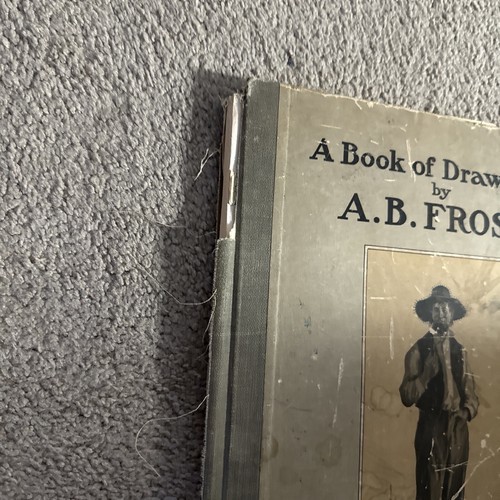 A Book of Draw
by
A.B. FROS